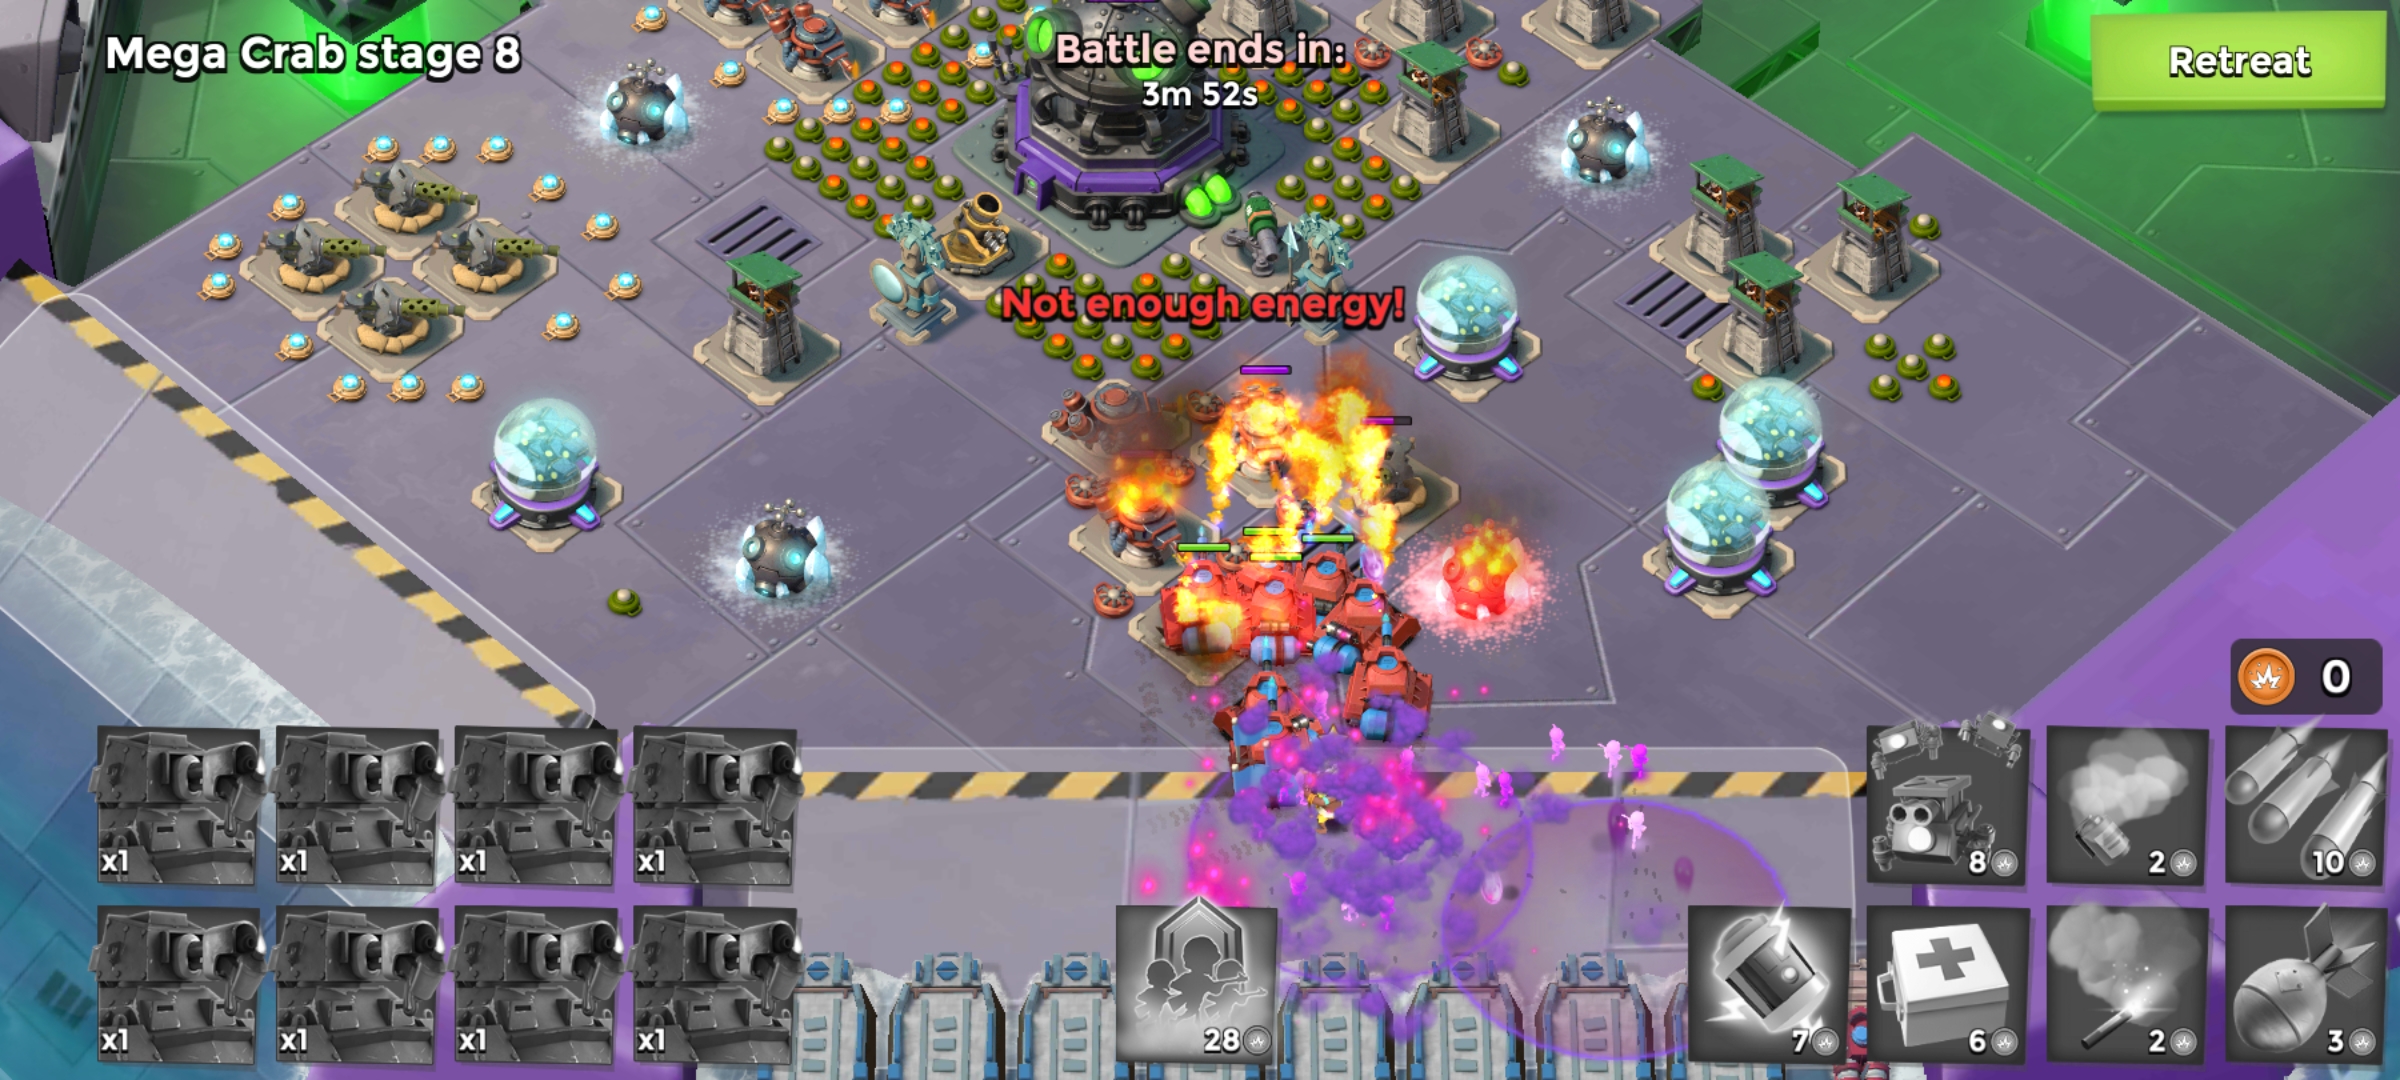 Mega Crab stage 8
Battle ends in:
3m 52s
Retreat
Not enough energy!
0
x1
x1
x1
x1
8
2
10
x1
x1
x1
x1
28
7
6
2
3